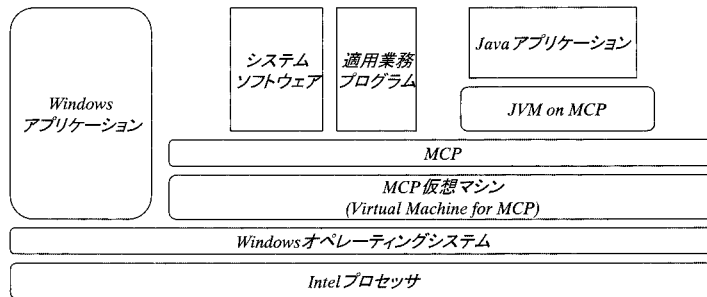 Windows
アプリケーション
システム
ソフトウェア
適用業務
プログラム
Javaアプリケーション
JVM on MCP
MCP
MCP仮想マシン
(Virtual Machine for MCP)
Windowsオペレーティングシステム
Intelプロセッサ